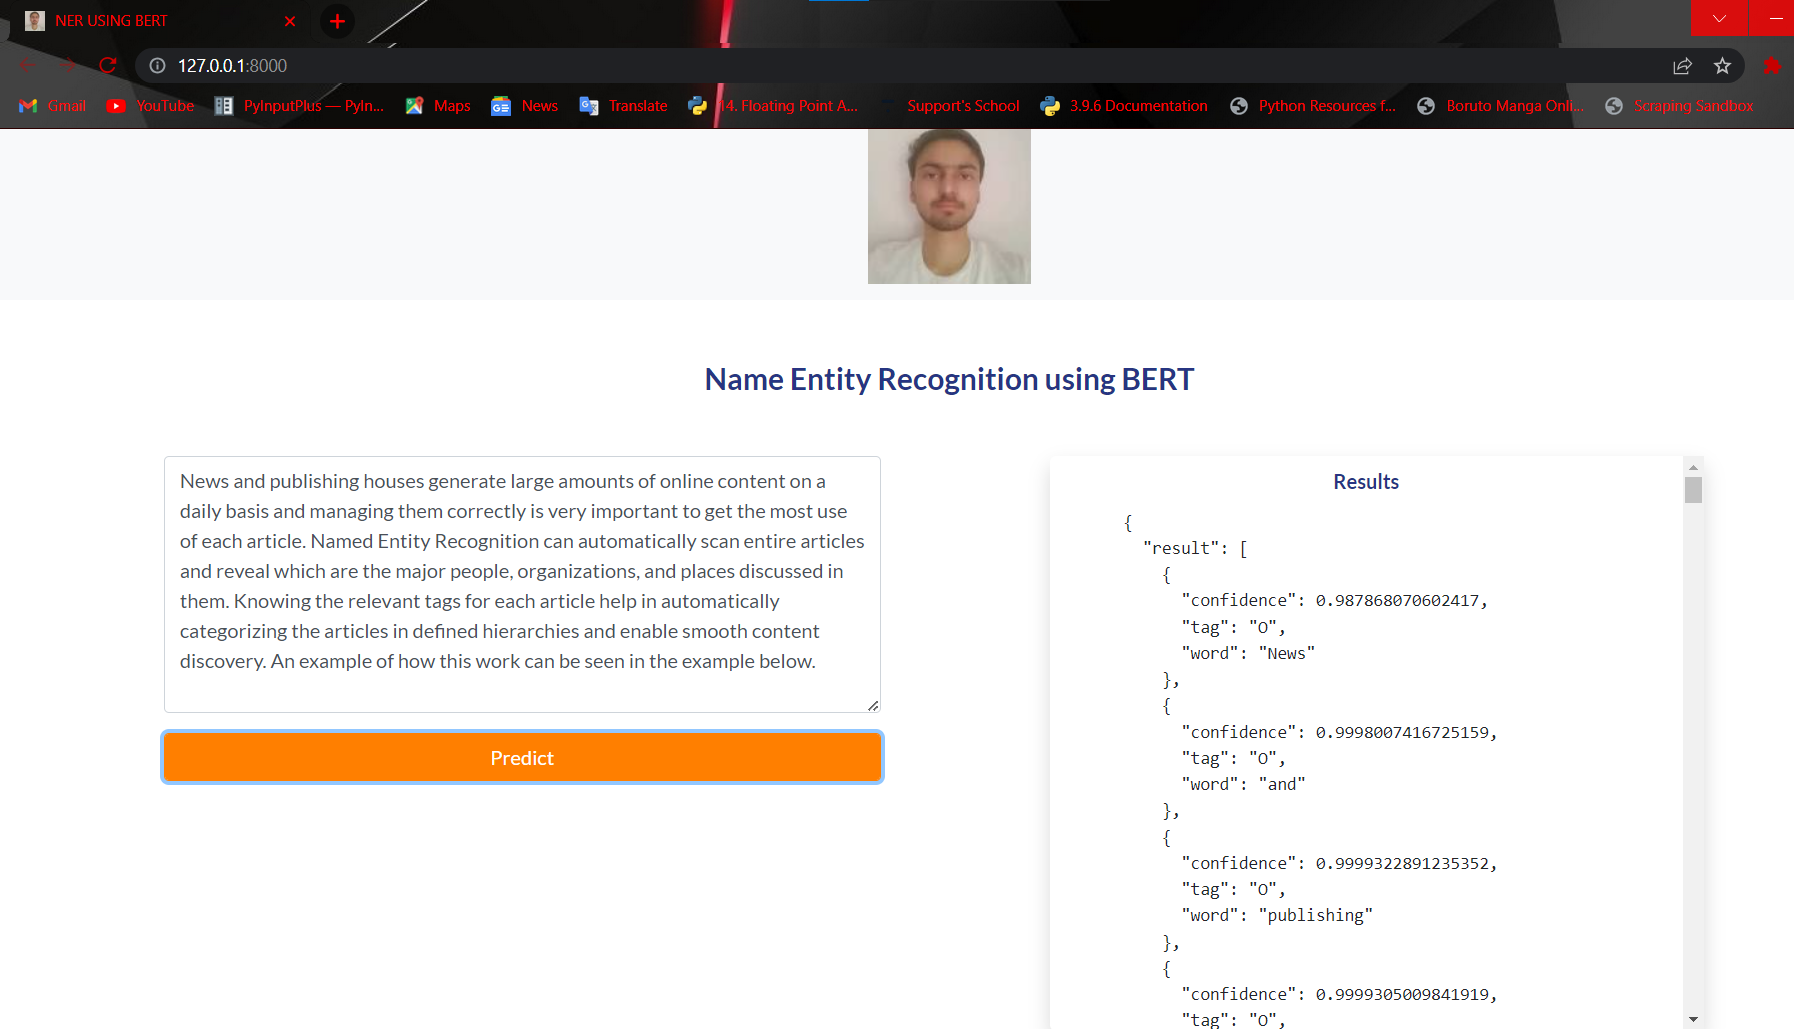 NER USING BERT
127.0.0.1:8000
Gmail YouTube PyInputPlus — PyIn... Maps News Translate 14. Floating Point A... Support's School 3.9.6 Documentation Python Resources f... Boruto Manga Onli... Scraping Sandbox
Name Entity Recognition using BERT
News and publishing houses generate large amounts of online content on a
daily basis and managing them correctly is very important to get the most use
of each article. Named Entity Recognition can automatically scan entire articles
and reveal which are the major people, organizations, and places discussed in
them. Knowing the relevant tags for each article help in automatically
categorizing the articles in defined hierarchies and enable smooth content
discovery. An example of how this work can be seen in the example below.
Predict
Results
{
"result": [
{
"confidence": 0.987868070602417,
"tag": "O",
"word": "News"
},
{
"confidence": 0.9998007416725159,
"tag": "O",
"word": "and"
},
{
"confidence": 0.9999322891235352,
"tag": "O",
"word": "publishing"
},
{
"confidence": 0.9999305009841919,
"tag": "O",